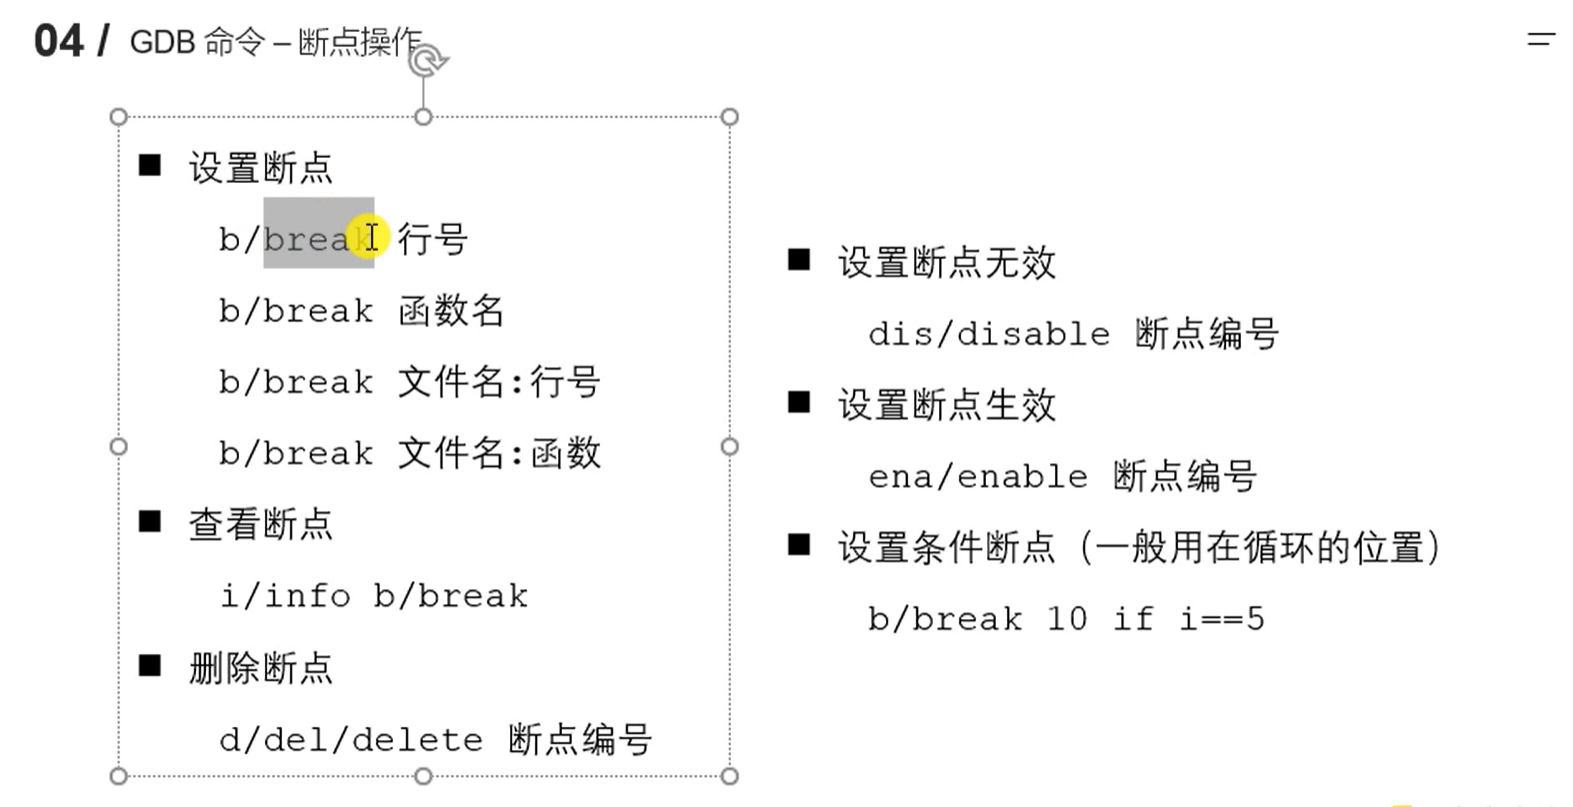 04 / GDB 命令 – 断点操作
■ 设置断点
b/break 行号
b/break 函数名
b/break 文件名:行号
b/break 文件名:函数
■ 查看断点
i/info b/break
■ 删除断点
d/del/delete 断点编号
■ 设置断点无效
dis/disable 断点编号
■ 设置断点生效
ena/enable 断点编号
■ 设置条件断点（一般用在循环的位置）
b/break 10 if i==5